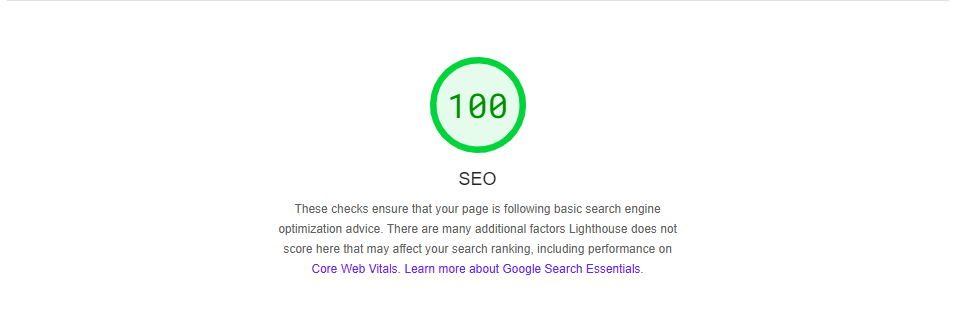 100
SEO
These checks ensure that your page is following basic search engine
optimization advice. There are many additional factors Lighthouse does not
score here that may affect your search ranking, including performance on
Core Web Vitals. Learn more about Google Search Essentials.